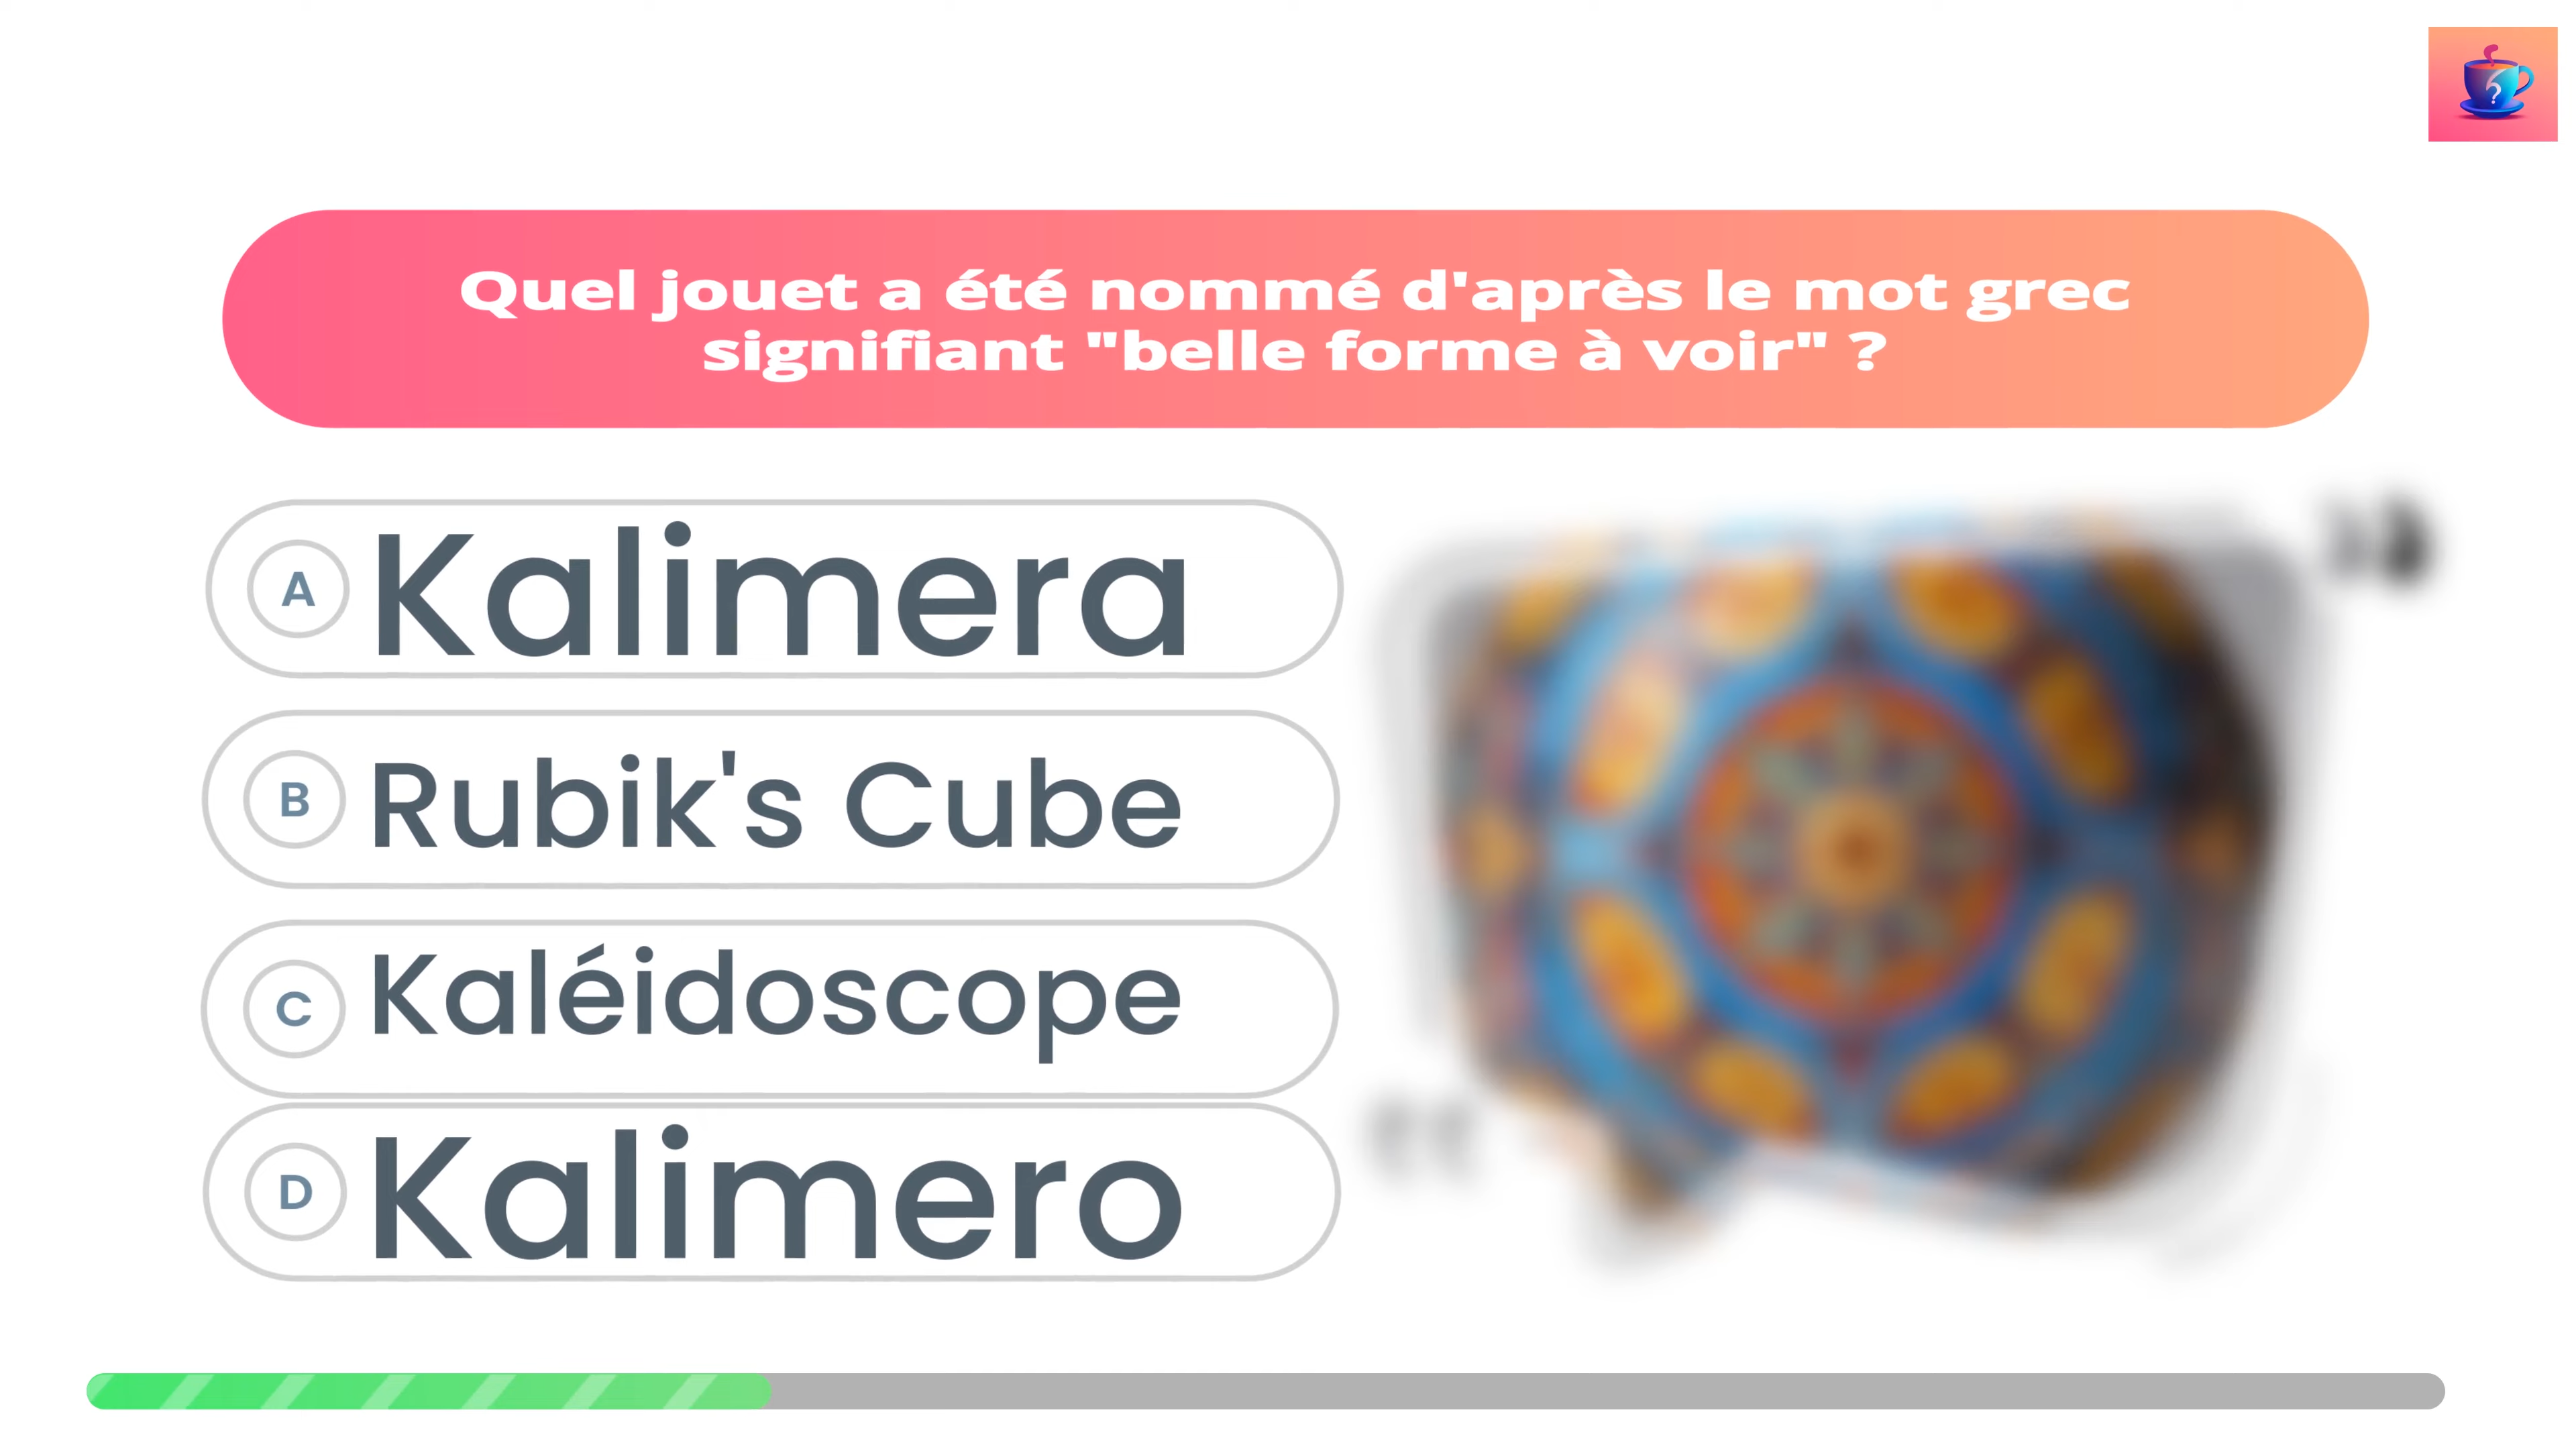 Quel jouet a été nommé d'après le mot grec
signifiant "belle forme à voir" ?
A Kalimera
B Rubik's Cube
C Kaléidoscope
D Kalimero
?